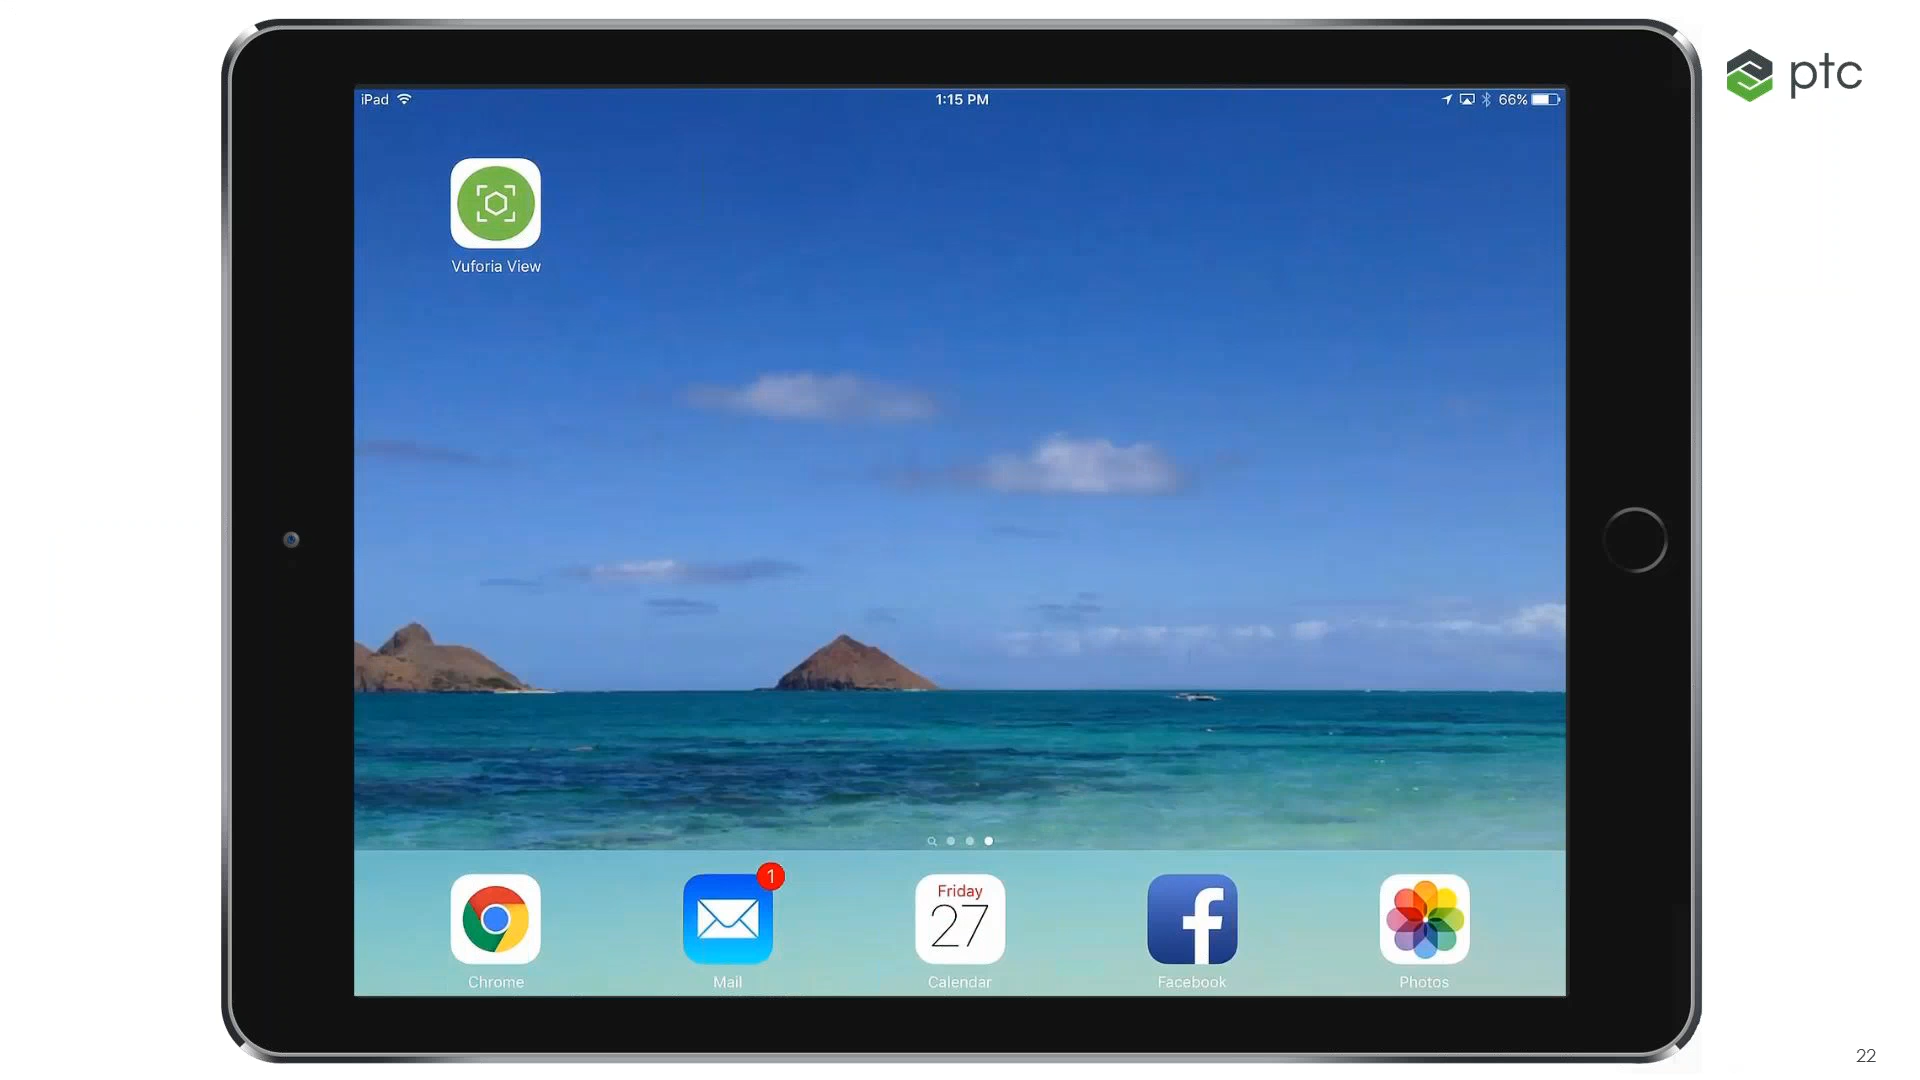 ptc
iPad 1:15 PM 66%
Vuforia View
1
Friday
27
Chrome Mail Calendar Facebook Photos
22